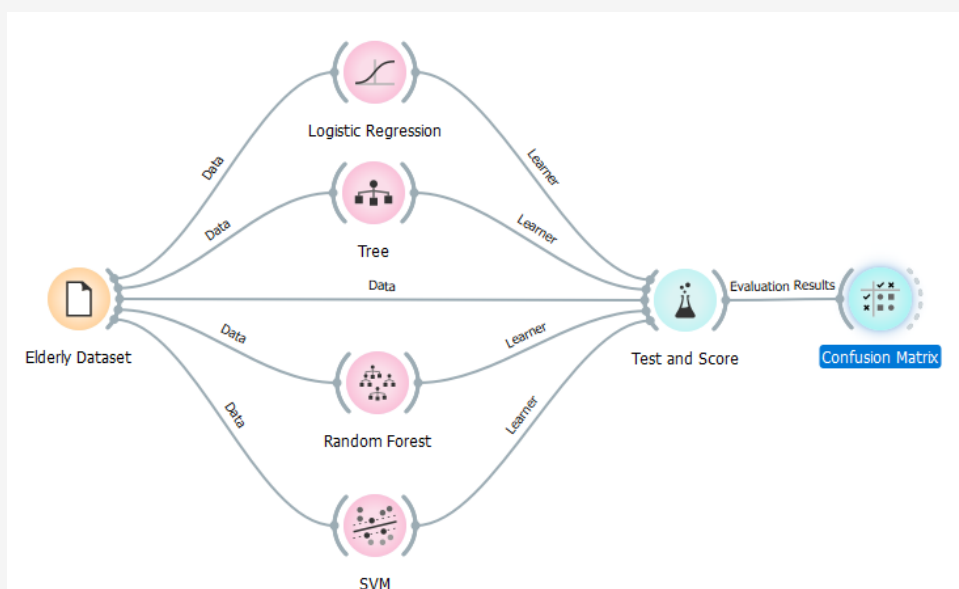 Logistic Regression
Data
Learner
Tree
Data
Learner
Data
Elderly Dataset
Evaluation Results
Test and Score
Confusion Matrix
Data
Learner
Random Forest
Data
Learner
SVM